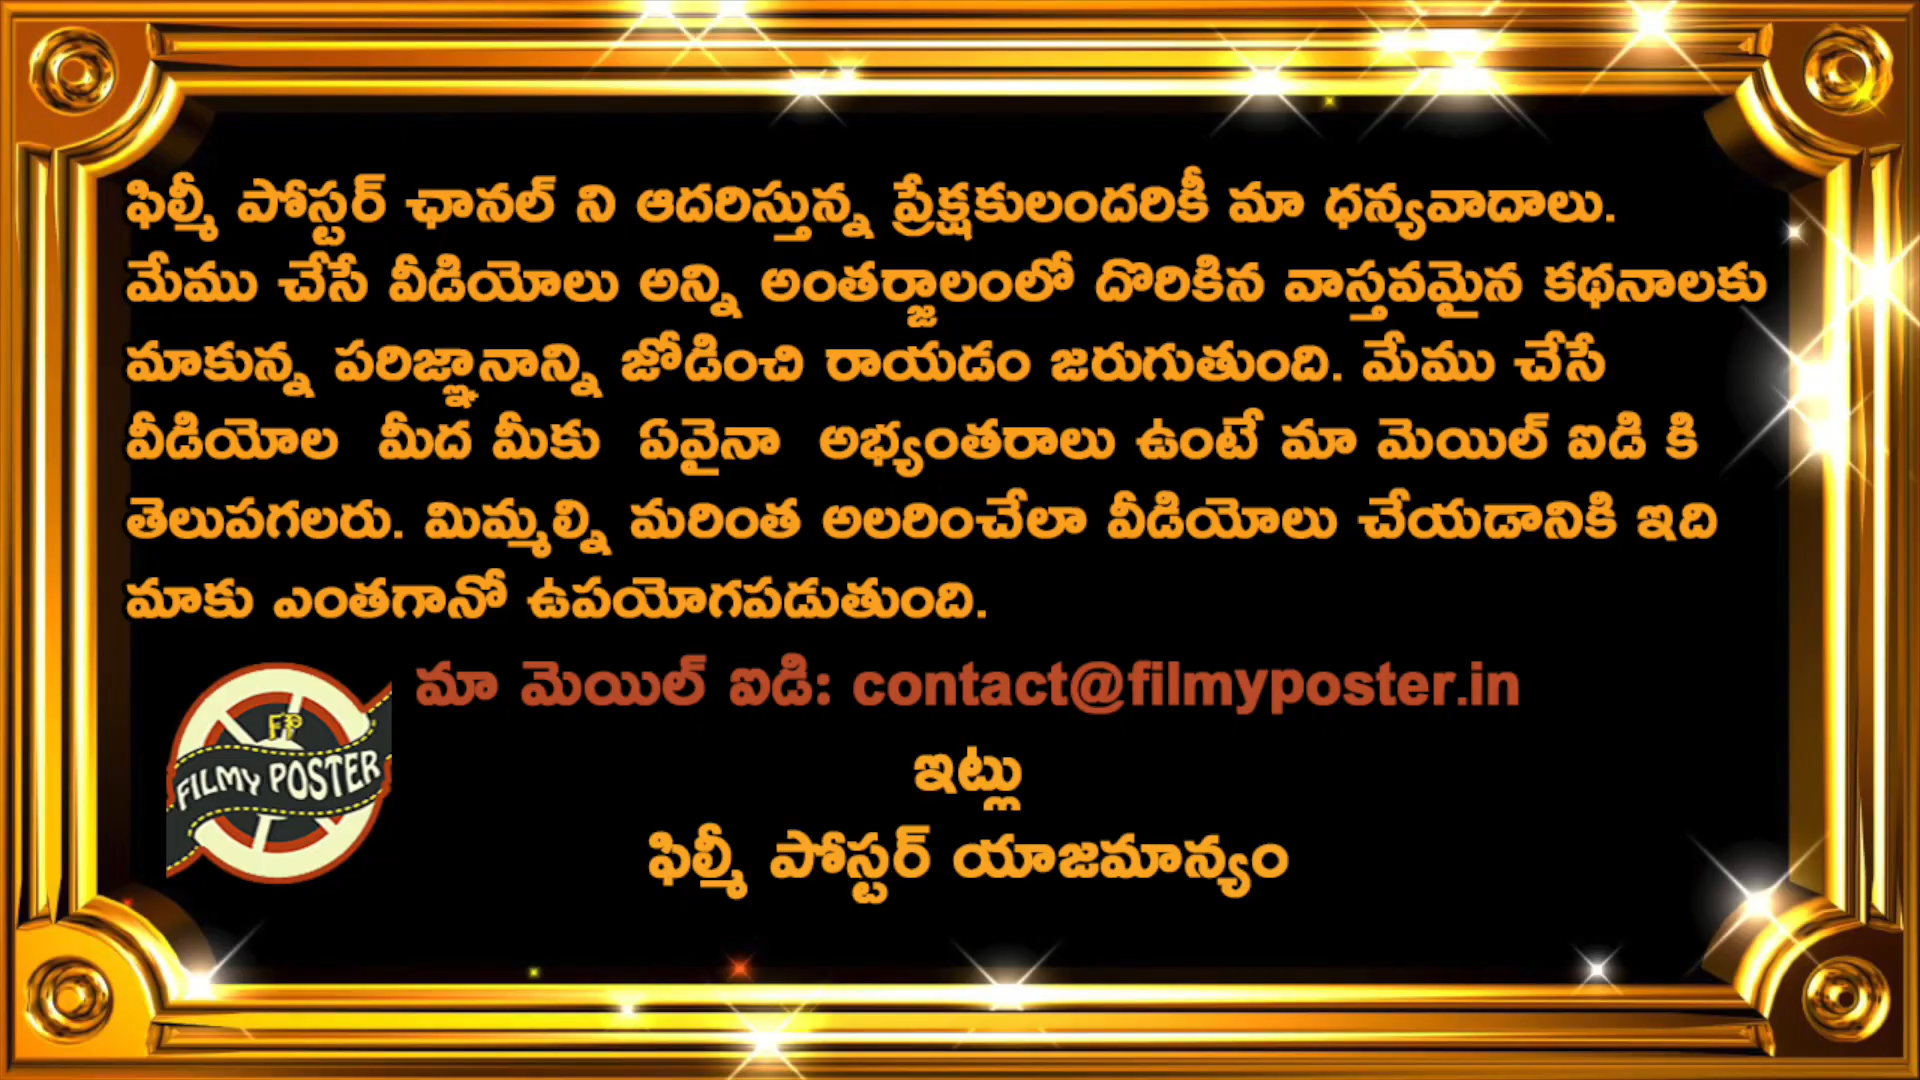 ఫిల్మీ పోస్టర్ ఛానల్ ని ఆదరిస్తున్న ప్రేక్షకులందరికీ మా ధన్యవాదాలు.
మేము చేసే వీడియోలు అన్ని అంతర్జాలంలో దొరికిన వాస్తవమైన కథనాలకు
మాకున్న పరిజ్ఞానాన్ని జోడించి రాయడం జరుగుతుంది. మేము చేసే
వీడియోల మీద మీకు ఏవైనా అభ్యంతరాలు ఉంటే మా మెయిల్ ఐడి కి
తెలుపగలరు. మిమ్మల్ని మరింత అలరించేలా వీడియోలు చేయడానికి ఇది
మాకు ఎంతగానో ఉపయోగపడుతుంది.
మా మెయిల్ ఐడి: contact@filmyposter.in
FP
FILMY POSTER
ఇట్లు
ఫిల్మీ పోస్టర్ యాజమాన్యం